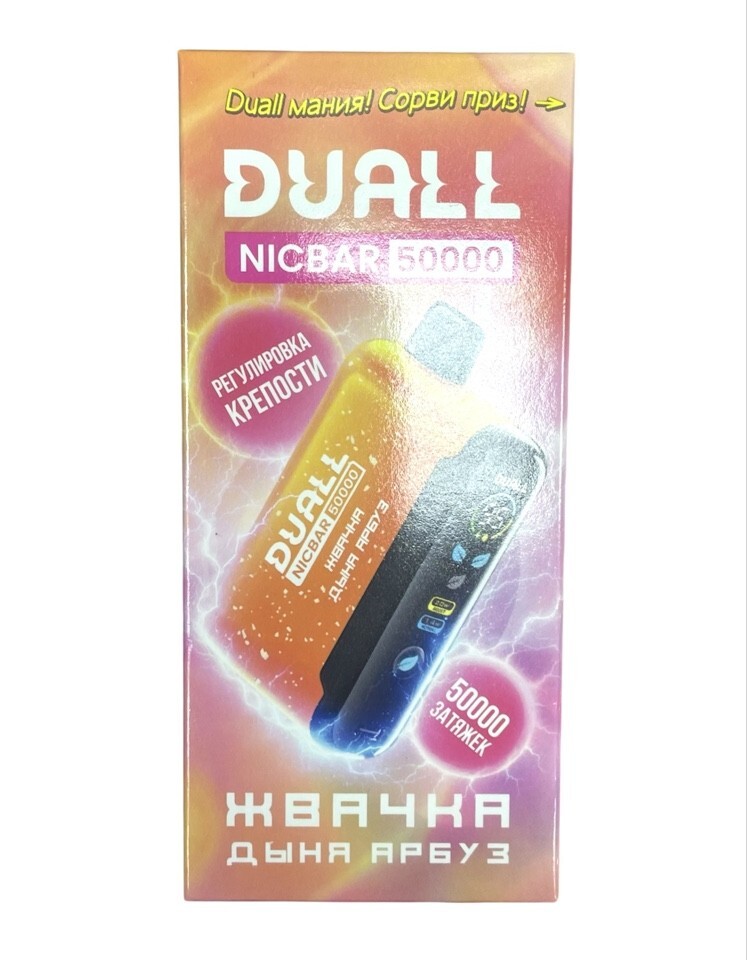 Duall мания! Сорви приз! →
DUALL
NICBAR 50000
РЕГУЛИРОВКА
КРЕПОСТИ
DUALL
NICBAR 50000
ЖВАЧКА
ДЫНЯ АРБУЗ
DUALL
50000
ЗАТЯЖЕК
ЖВАЧКА
ДЫНЯ АРБУЗ